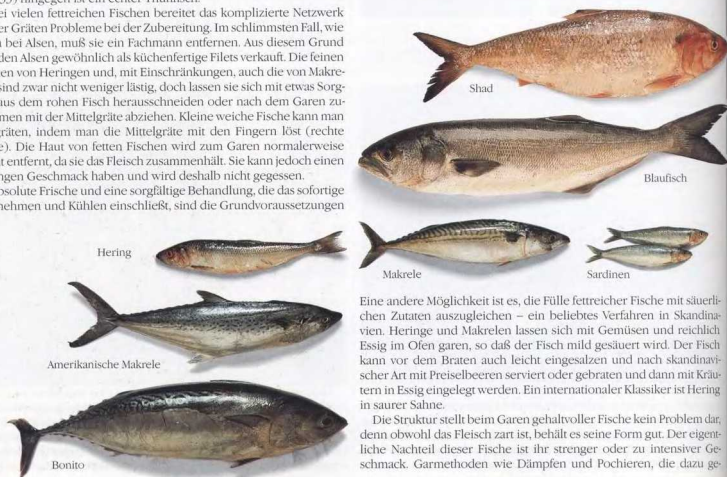 hingegen ist ein echter Thunfisch.
ei vielen fettreichen Fischen bereitet das komplizierte Netzwerk
er Gräten Probleme bei der Zubereitung. Im schlimmsten Fall, wie
n bei Alsen, muß sie ein Fachmann entfernen. Aus diesem Grund
den Alsen gewöhnlich als küchenfertige Filets verkauft. Die feinen
en von Heringen und, mit Einschränkungen, auch die von Makre-
sind zwar nicht weniger lästig, doch lassen sie sich mit etwas Sorg-
aus dem rohen Fisch herausschneiden oder nach dem Garen zu-
men mit der Mittelgräte abziehen. Kleine weiche Fische kann man
gräten, indem man die Mittelgräte mit den Fingern löst (rechte
e). Die Haut von fetten Fischen wird zum Garen normalerweise
t entfernt, da sie das Fleisch zusammenhält. Sie kann jedoch einen
ngen Geschmack haben und wird deshalb nicht gegessen.
bsolute Frische und eine sorgfältige Behandlung, die das sofortige
nehmen und Kühlen einschließt, sind die Grundvoraussetzungen
Hering
Amerikanische Makrele
Bonito
Shad
Blaufisch
Makrele
Sardinen
Eine andere Möglichkeit ist es, die Fülle fettreicher Fische mit säuerli-
chen Zutaten auszugleichen – ein beliebtes Verfahren in Skandina-
vien. Heringe und Makrelen lassen sich mit Gemüsen und reichlich
Essig im Ofen garen, so daß der Fisch mild gesäuert wird. Der Fisch
kann vor dem Braten auch leicht eingesalzen und nach skandinavi-
scher Art mit Preiselbeeren serviert oder gebraten und dann mit Kräu-
tern in Essig eingelegt werden. Ein internationaler Klassiker ist Hering
in saurer Sahne.
Die Struktur stellt beim Garen gehaltvoller Fische kein Problem dar,
denn obwohl das Fleisch zart ist, behält es seine Form gut. Der eigent-
liche Nachteil dieser Fische ist ihr strenger oder zu intensiver Ge-
schmack. Garmethoden wie Dämpfen und Pochieren, die dazu ge-